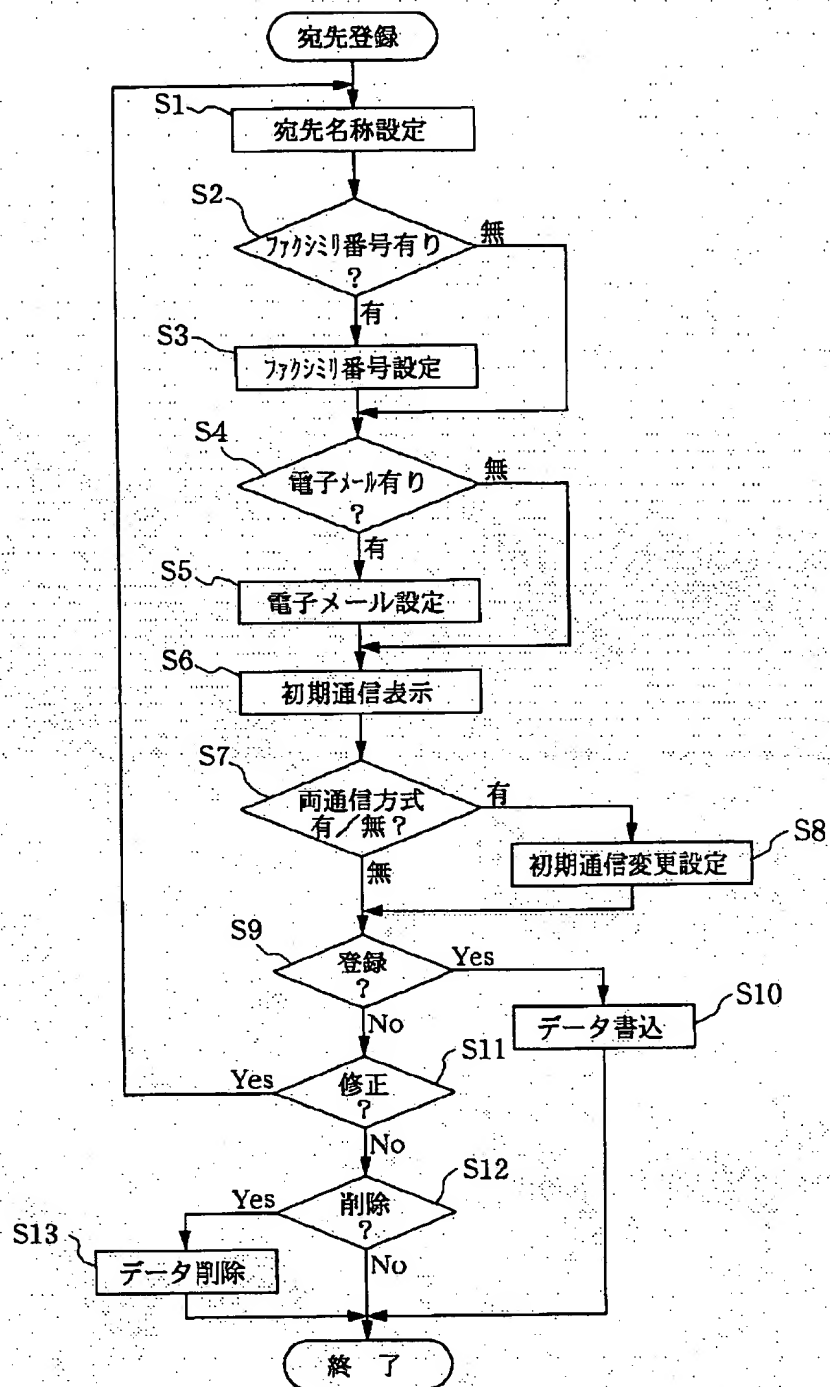 宛先登録
S1
宛先名称設定
S2
ファクシミリ番号有り
?
無
有
S3
ファクシミリ番号設定
S4
電子メール有り
?
無
有
S5
電子メール設定
S6
初期通信表示
S7
両通信方式
有/無?
有
無
S8
初期通信変更設定
S9
登録
?
Yes
No
S10
データ書込
S11
修正
?
Yes
No
S12
削除
?
Yes
No
S13
データ削除
終 了